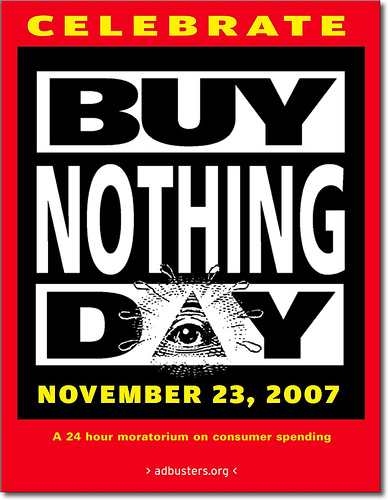 CELEBRATE
BUY
NOTHING
DAY
NOVEMBER 23, 2007
A 24 hour moratorium on consumer spending
> adbusters.org <